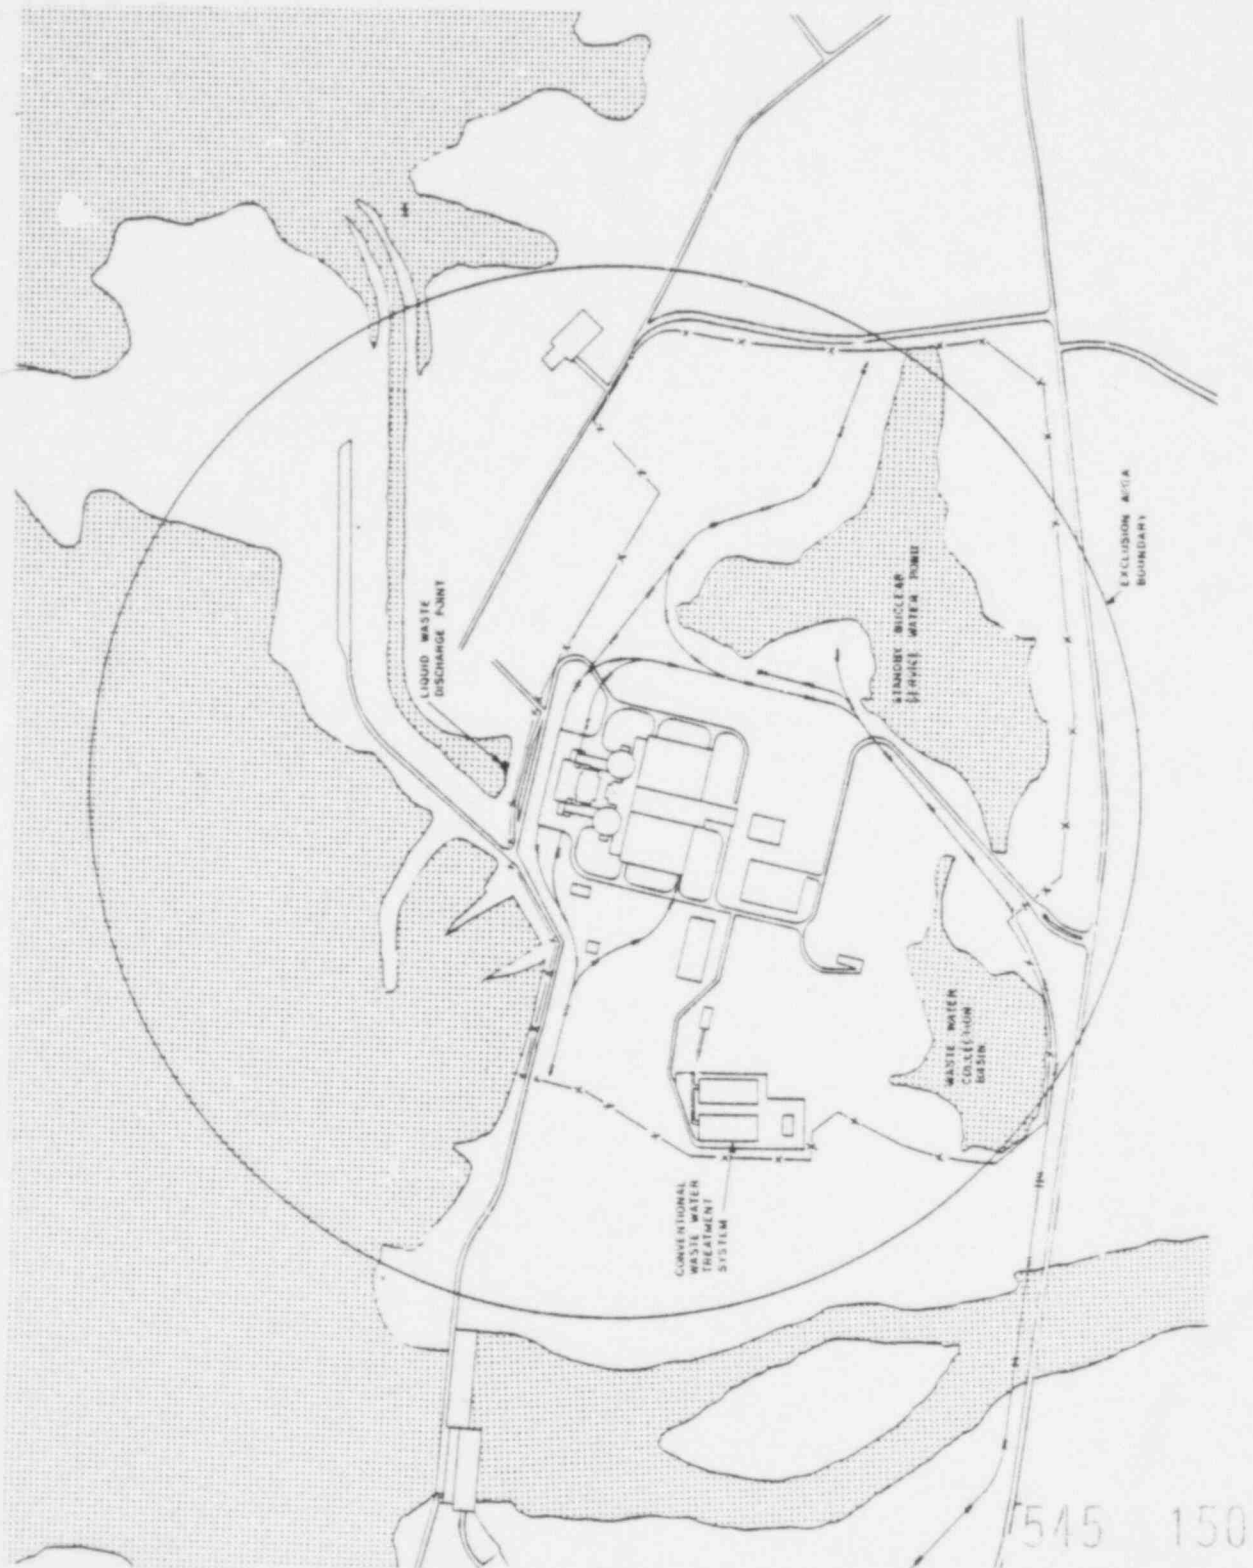 LIQUID WASTE
DISCHARGE POINT
EXCLUSION AREA
BOUNDARY
STANDBY NUCLEAR
SERVICE WATER POND
WASTE WATER
COLLECTION
BASIN
CONVENTIONAL
WASTE WATER
TREATMENT
SYSTEM
545 150